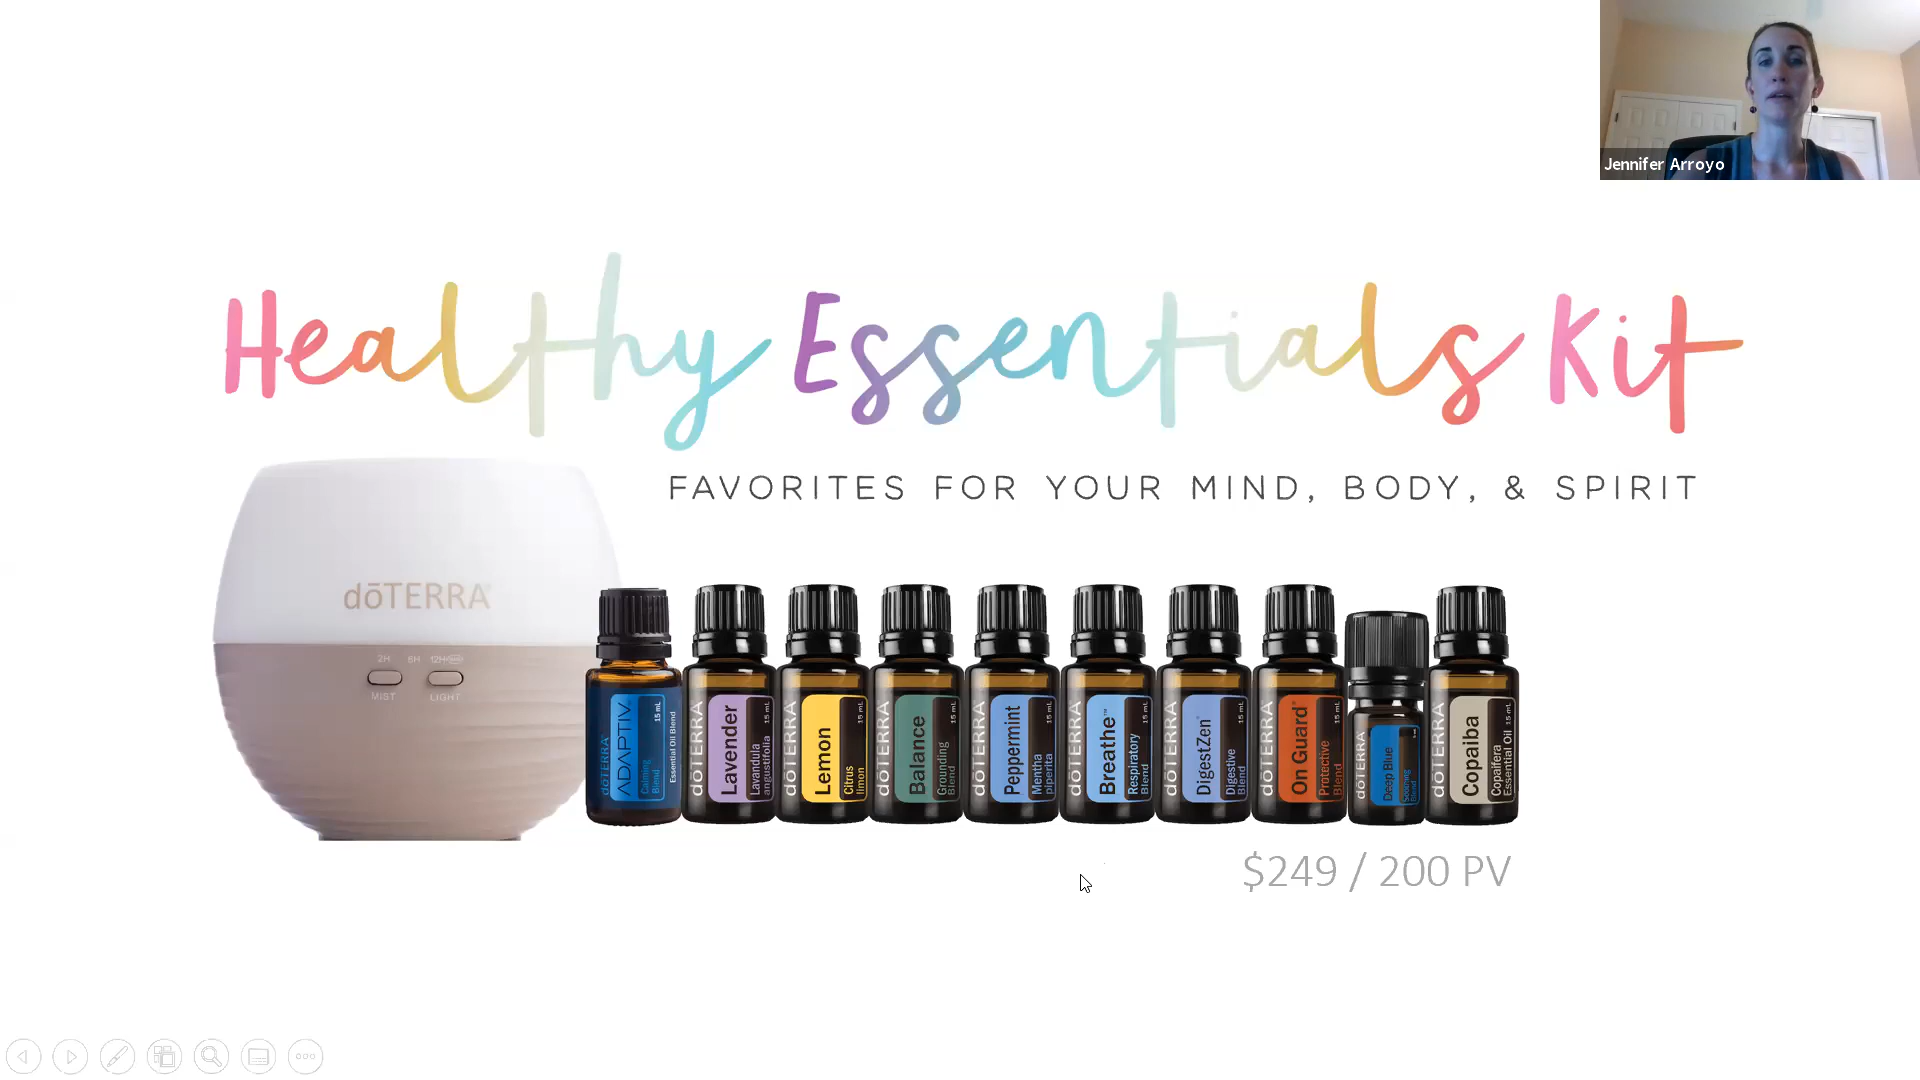 Jennifer Arroyo
Healthy Essentials Kit
FAVORITES FOR YOUR MIND, BODY, & SPIRIT
dōTERRA
2H 6H 12H
MIST LIGHT
dōTERRA
ADAPTIV
Calming
Blend
Essential Oil Blend
15 mL
dōTERRA
Lavender
Lavandula
angustifolia
15 mL
dōTERRA
Lemon
Citrus
limon
15 mL
dōTERRA
Balance
Grounding
Blend
15 mL
dōTERRA
Peppermint
Mentha
piperita
15 mL
dōTERRA
Breathe™
Respiratory
Blend
15 mL
dōTERRA
DigestZen®
Digestive
Blend
15 mL
dōTERRA
On Guard®
Protective
Blend
15 mL
dōTERRA
Deep Blue
Soothing
Blend
dōTERRA
Copaiba
Copaifera
Essential Oil
15 mL
$249 / 200 PV